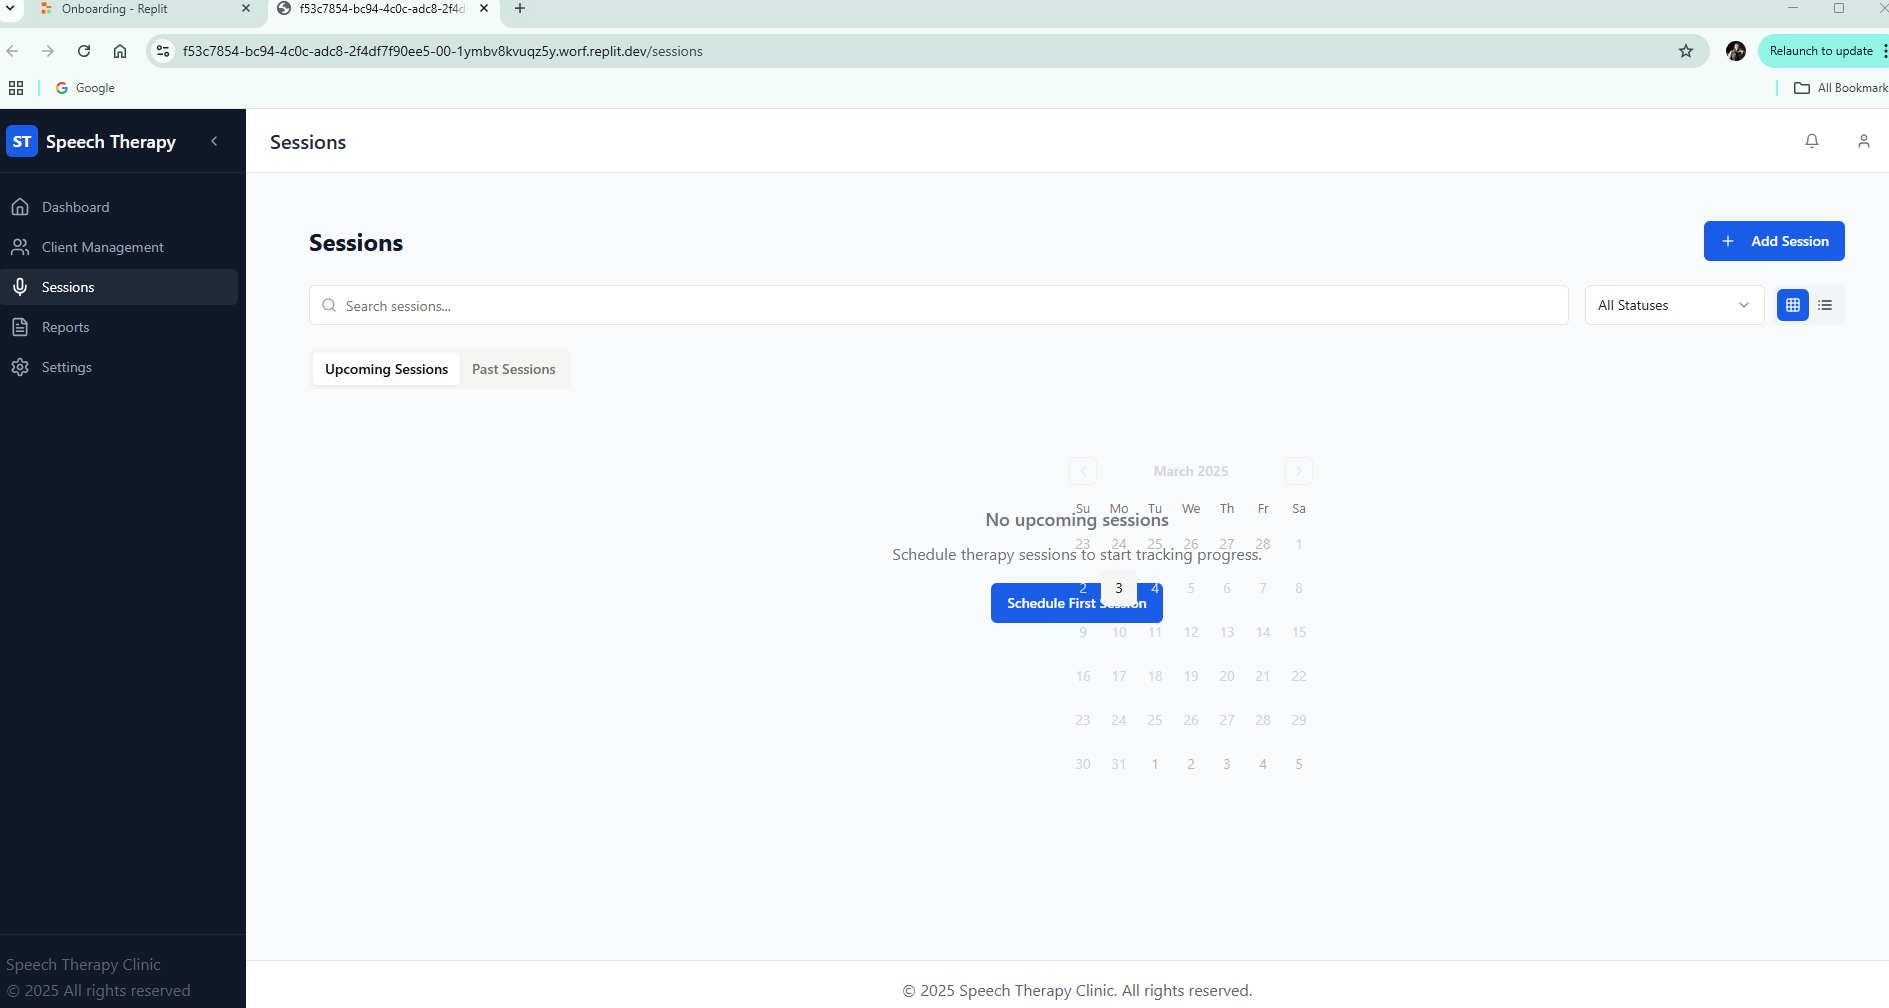 Onboarding - Replit
f53c7854-bc94-4c0c-adc8-2f4d
f53c7854-bc94-4c0c-adc8-2f4df7f90ee5-00-1ymbv8kvuqz5y.worf.replit.dev/sessions
Relaunch to update
Google
All Bookmark
ST Speech Therapy
Sessions
Dashboard
Client Management
Sessions
Reports
Settings
Sessions
Add Session
Search sessions...
All Statuses
Upcoming Sessions Past Sessions
March 2025
Su Mo Tu We Th Fr Sa
No upcoming sessions
23 24 25 26 27 28 1
Schedule therapy sessions to start tracking progress.
2 3 4 5 6 7 8
Schedule First Session
9 10 11 12 13 14 15
16 17 18 19 20 21 22
23 24 25 26 27 28 29
30 31 1 2 3 4 5
Speech Therapy Clinic
© 2025 All rights reserved
© 2025 Speech Therapy Clinic. All rights reserved.